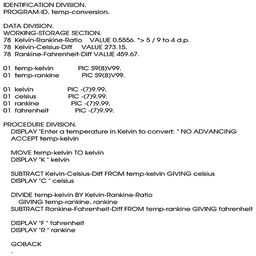 IDENTIFICATION DIVISION.
PROGRAM-ID. temp-conversion.
DATA DIVISION.
WORKING-STORAGE SECTION.
78 Kelvin-Rankine-Ratio VALUE 0.5556. *> 5 / 9 to 4 d.p.
78 Kelvin-Celsius-Diff VALUE 273.15.
78 Rankine-Fahrenheit-Diff VALUE 459.67.
01 temp-kelvin PIC S9(8)V99.
01 temp-rankine PIC S9(8)V99.
01 kelvin PIC -(7)9.99.
01 celsius PIC -(7)9.99.
01 rankine PIC -(7)9.99.
01 fahrenheit PIC -(7)9.99.
PROCEDURE DIVISION.
DISPLAY "Enter a temperature in Kelvin to convert: " NO ADVANCING
ACCEPT temp-kelvin
MOVE temp-kelvin TO kelvin
DISPLAY "K " kelvin
SUBTRACT Kelvin-Celsius-Diff FROM temp-kelvin GIVING celsius
DISPLAY "C " celsius
DIVIDE temp-kelvin BY Kelvin-Rankine-Ratio
GIVING temp-rankine, rankine
SUBTRACT Rankine-Fahrenheit-Diff FROM temp-rankine GIVING fahrenheit
DISPLAY "F " fahrenheit
DISPLAY "R " rankine
GOBACK
.